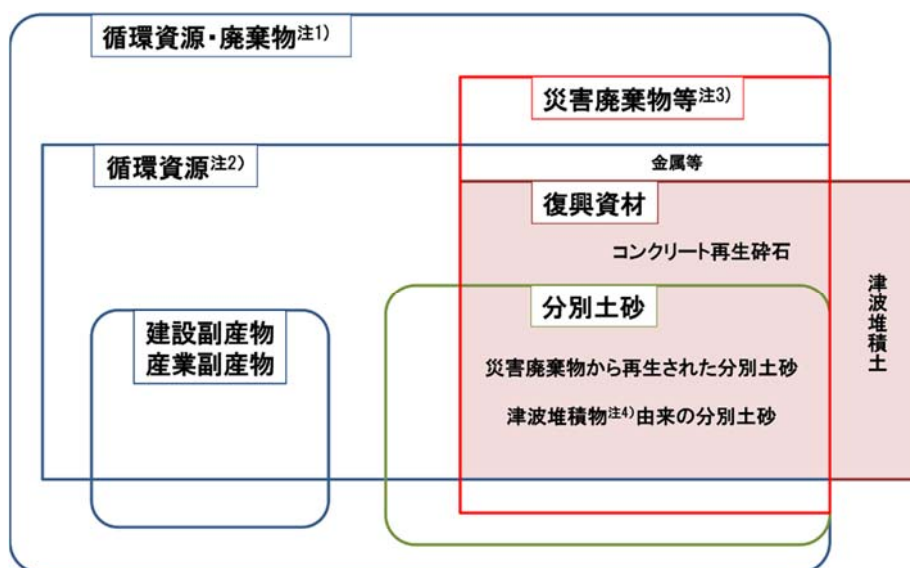 循環資源・廃棄物注1)
災害廃棄物等注3)
循環資源注2)
金属等
復興資材
コンクリート再生砕石
分別土砂
建設副産物
産業副産物
災害廃棄物から再生された分別土砂
津波堆積物注4)由来の分別土砂
津波堆積土